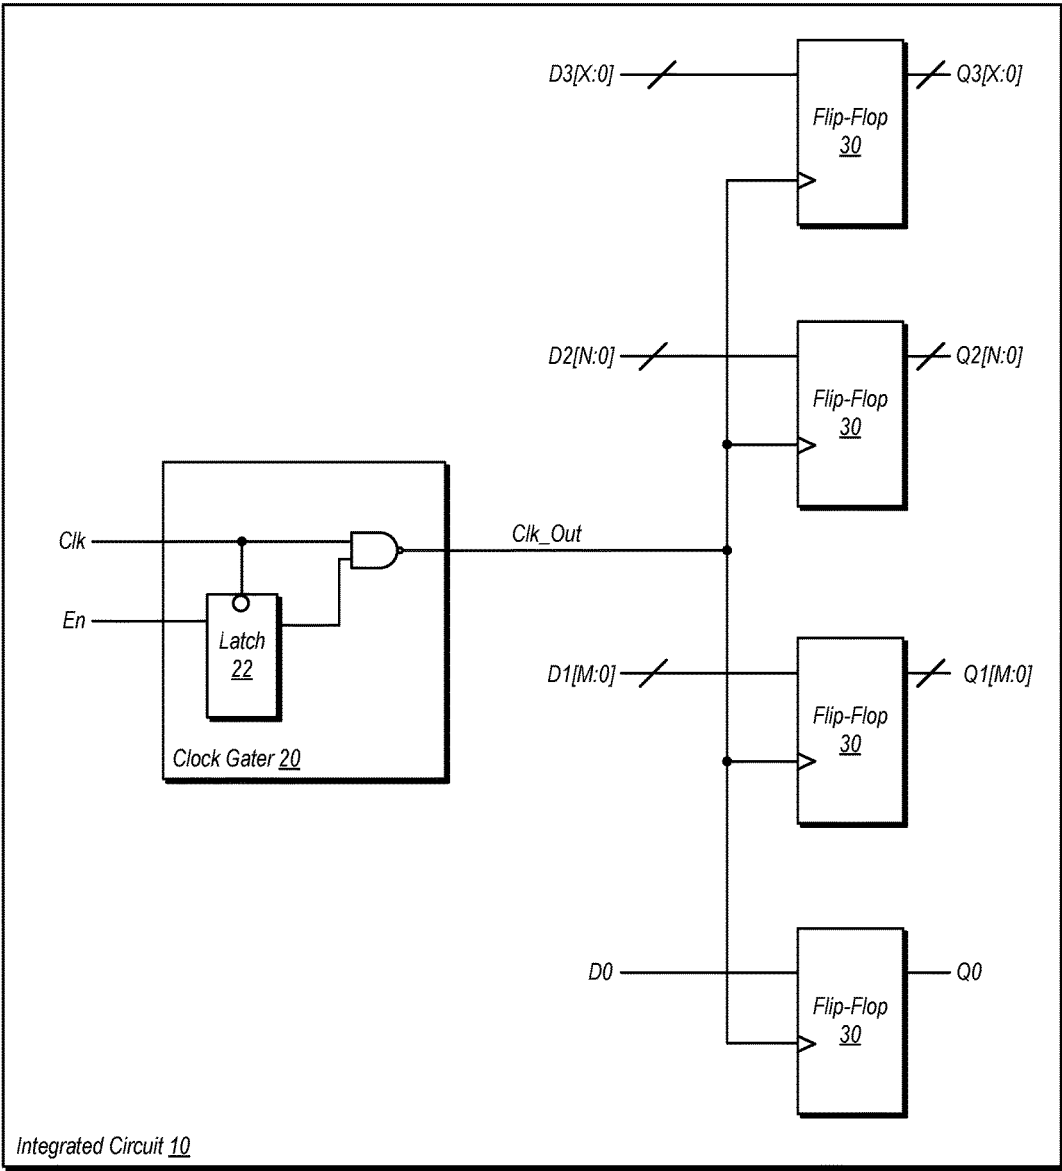 D3[X:0]
Q3[X:0]
Flip-Flop
30
D2[N:0]
Q2[N:0]
Flip-Flop
30
Clk
Clk_Out
En
Latch
22
Clock Gater 20
D1[M:0]
Q1[M:0]
Flip-Flop
30
D0
Q0
Flip-Flop
30
Integrated Circuit 10